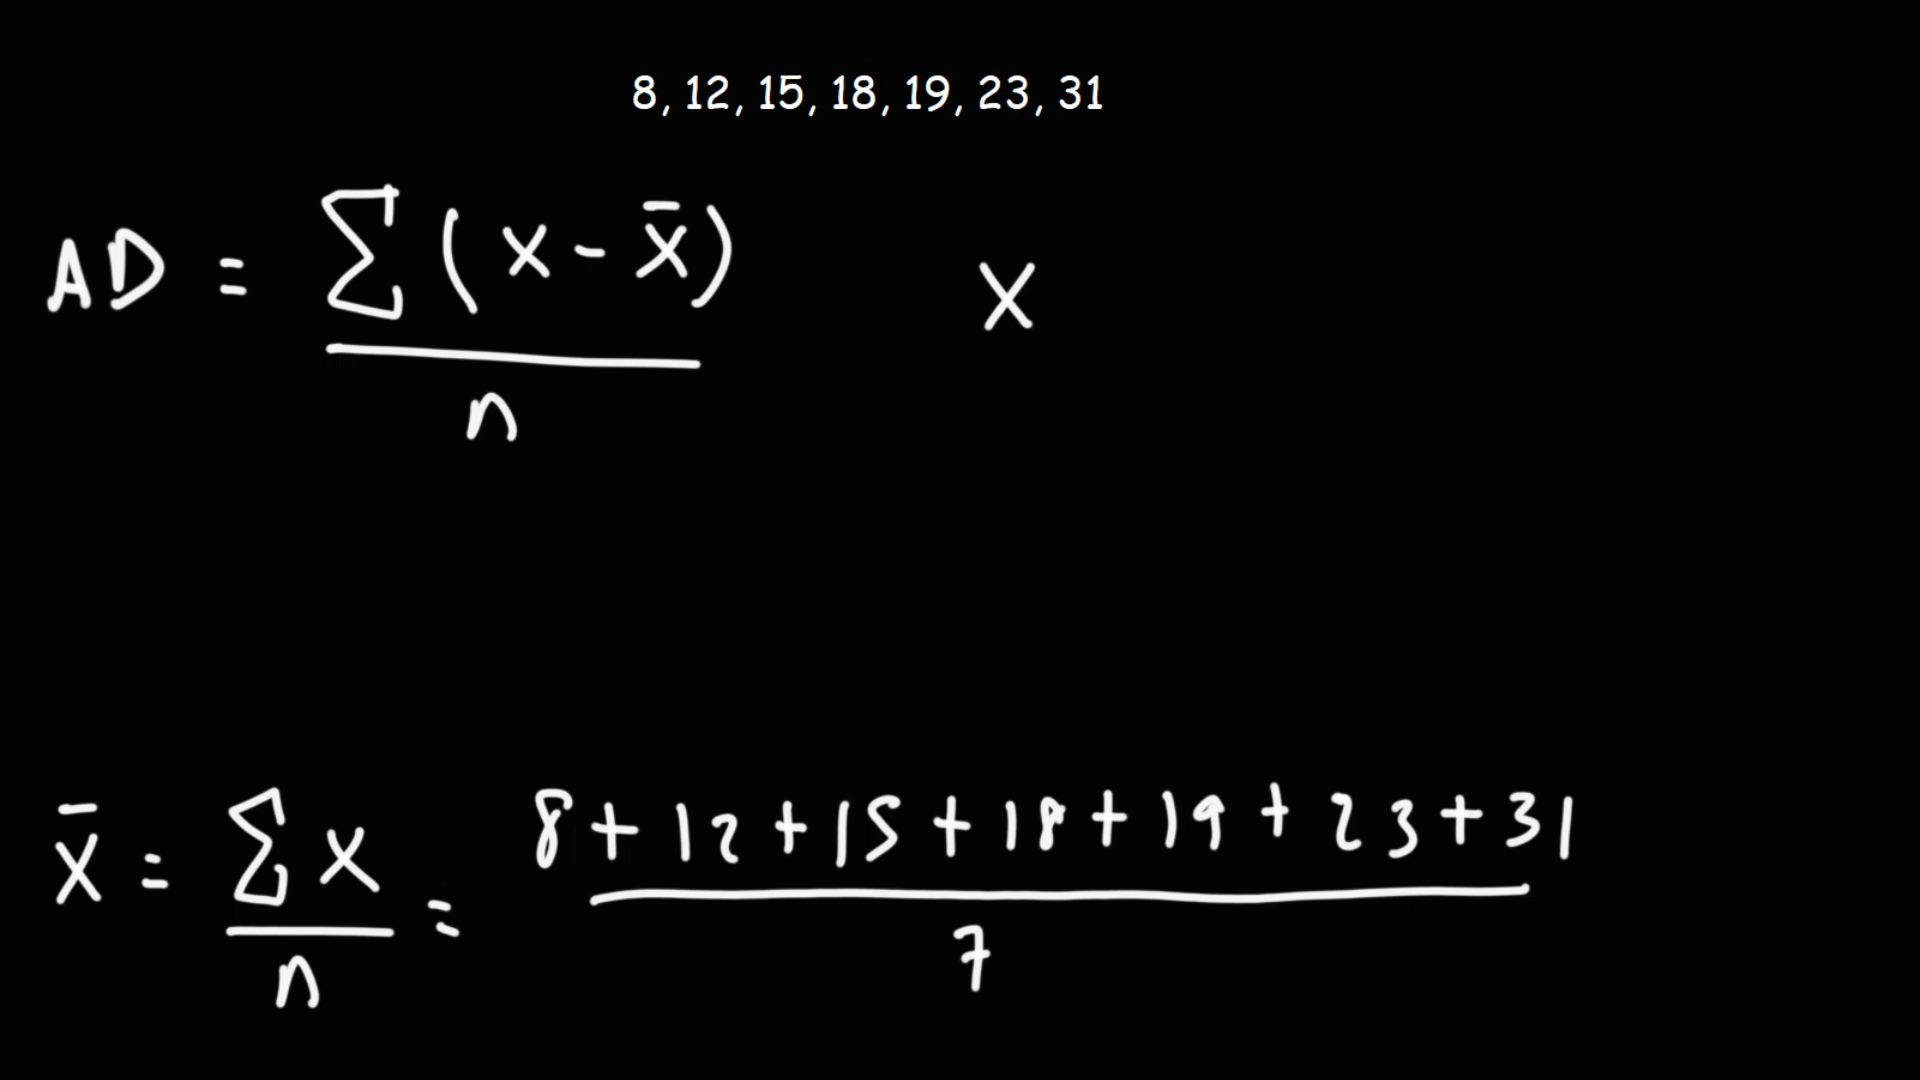 8, 12, 15, 18, 19, 23, 31
AD = Σ(x - x̄) / n
x
x̄ = Σx / n = 8 + 12 + 15 + 18 + 19 + 23 + 31 / 7